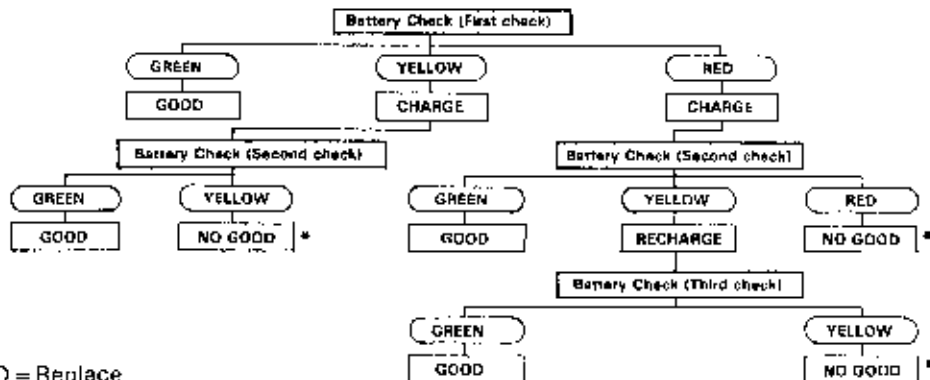 Battery Check (First check)
GREEN YELLOW RED
GOOD CHARGE CHARGE
Battery Check (Second check) Battery Check (Second check)
GREEN YELLOW GREEN YELLOW RED
GOOD NO GOOD * GOOD RECHARGE NO GOOD *
Battery Check (Third check)
GREEN YELLOW
GOOD NO GOOD *
= Replace